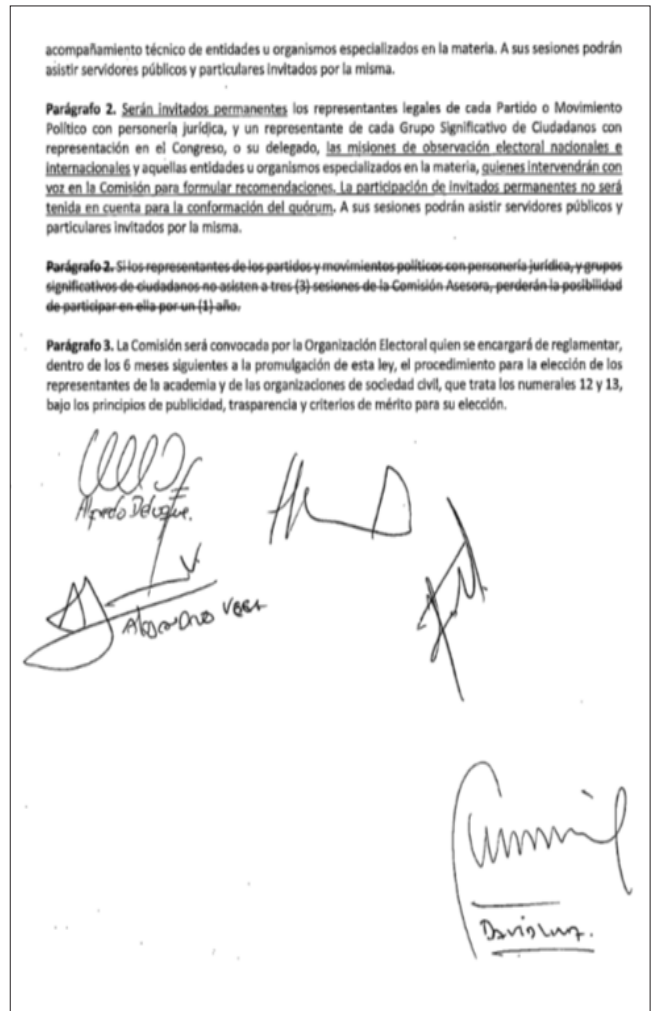 acompañamiento técnico de entidades u organismos especializados en la materia. A sus sesiones podrán
asistir servidores públicos y particulares invitados por la misma.
Parágrafo 2. Serán invitados permanentes los representantes legales de cada Partido o Movimiento
Político con personería jurídica, y un representante de cada Grupo Significativo de Ciudadanos con
representación en el Congreso, o su delegado, las misiones de observación electoral nacionales e
internacionales y aquellas entidades u organismos especializados en la materia, quienes intervendrán con
voz en la Comisión para formular recomendaciones. La participación de invitados permanentes no será
tenida en cuenta para la conformación del quórum. A sus sesiones podrán asistir servidores públicos y
particulares invitados por la misma.
Parágrafo 2. Si los representantes de los partidos y movimientos políticos con personería jurídica, y grupos
significativos de ciudadanos no asisten a tres (3) sesiones de la Comisión Asesora, perderán la posibilidad
de participar en ella por un (1) año.
Parágrafo 3. La Comisión será convocada por la Organización Electoral quien se encargará de reglamentar,
dentro de los 6 meses siguientes a la promulgación de esta ley, el procedimiento para la elección de los
representantes de la academia y de las organizaciones de sociedad civil, que trata los numerales 12 y 13,
bajo los principios de publicidad, trasparencia y criterios de mérito para su elección.
Alfredo Deluque.
Alejandro Vega